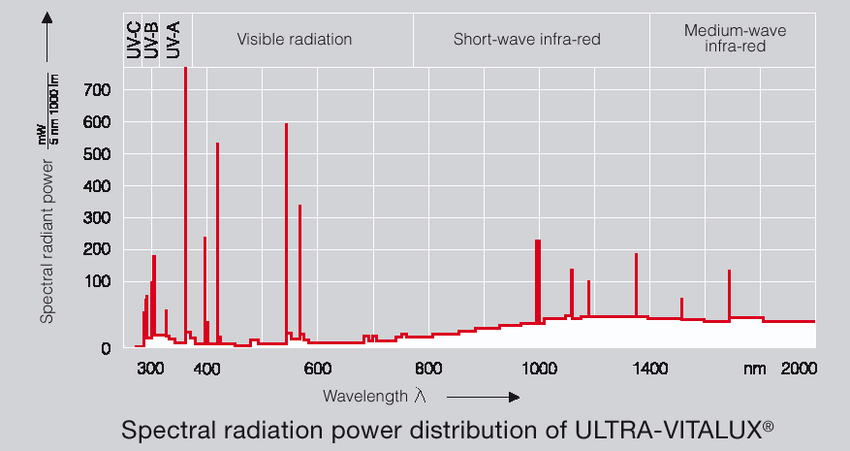 UV-C
UV-B
UV-A
Visible radiation
Short-wave infra-red
Medium-wave
infra-red
Spectral radiant power mW
5 nm 1000 lm
700
600
500
400
300
200
100
0
300 400 600 800 1000 1400 nm 2000
Wavelength λ
Spectral radiation power distribution of ULTRA-VITALUX®